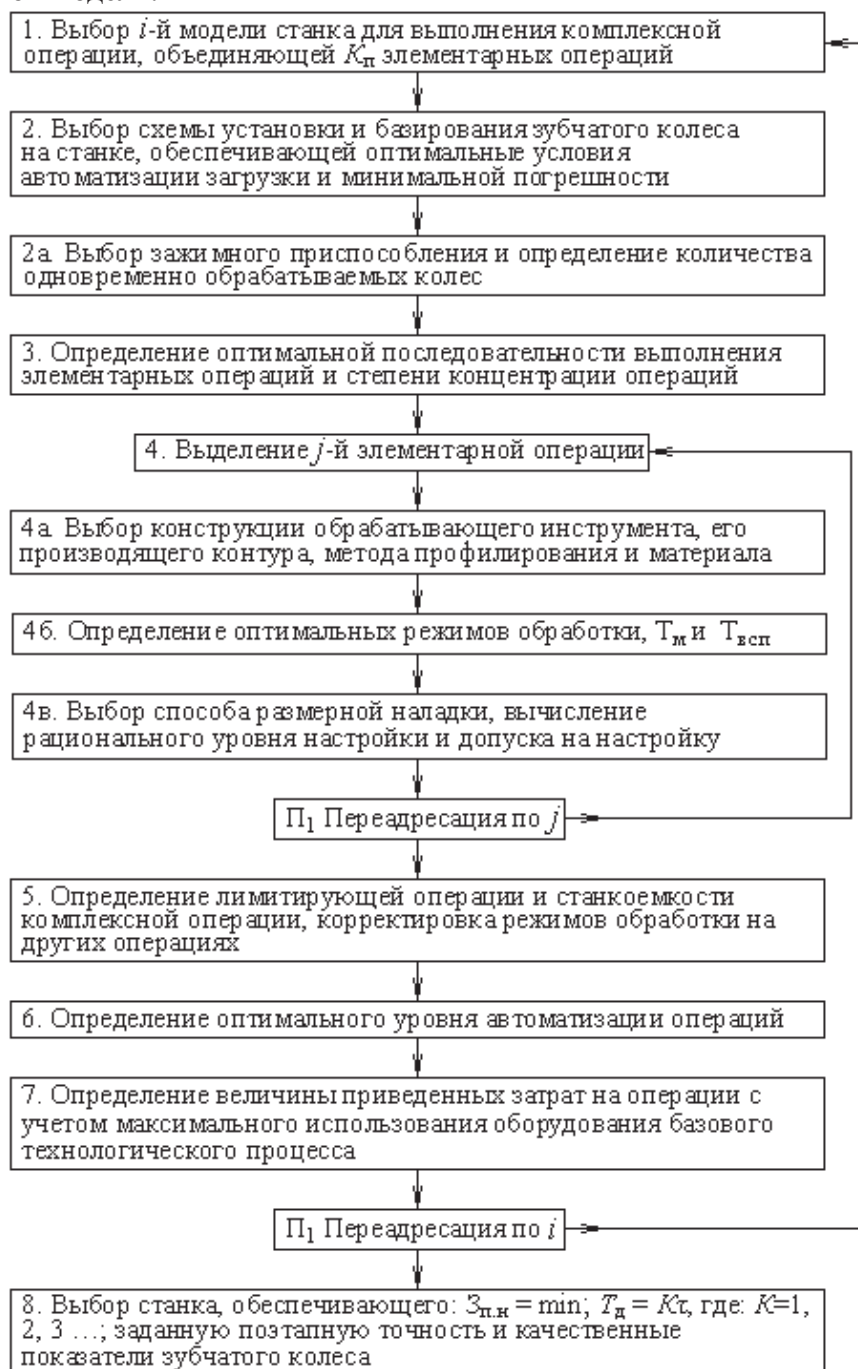 1. Выбор i-й модели станка для выполнения комплексной
операции, объединяющей Kп элементарных операций
2. Выбор схемы установки и базирования зубчатого колеса
на станке, обеспечивающей оптимальные условия
автоматизации загрузки и минимальной погрешности
2а. Выбор зажимного приспособления и определение количества
одновременно обрабатываемых колес
3. Определение оптимальной последовательности выполнения
элементарных операций и степени концентрации операций
4. Выделение j-й элементарной операции
4а. Выбор конструкции обрабатывающего инструмента, его
производящего контура, метода профилирования и материала
4б. Определение оптимальных режимов обработки, Тм и Твсп
4в. Выбор способа размерной наладки, вычисление
рационального уровня настройки и допуска на настройку
П1 Переадресация по j
5. Определение лимитирующей операции и станкоемкости
комплексной операции, корректировка режимов обработки на
других операциях
6. Определение оптимального уровня автоматизации операций
7. Определение величины приведенных затрат на операции с
учетом максимального использования оборудования базового
технологического процесса
П1 Переадресация по i
8. Выбор станка, обеспечивающего: Зп.н = min; Tд = Kτ, где: K=1,
2, 3 ...; заданную поэтапную точность и качественные
показатели зубчатого колеса